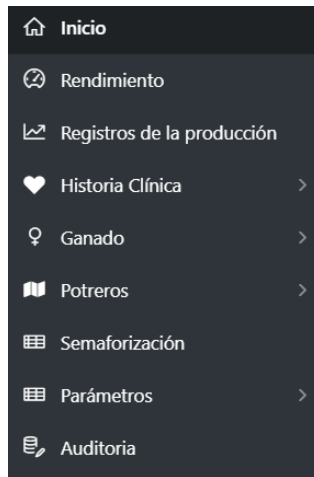 Inicio
Rendimiento
Registros de la producción
Historia Clínica
Ganado
Potreros
Semaforización
Parámetros
Auditoria